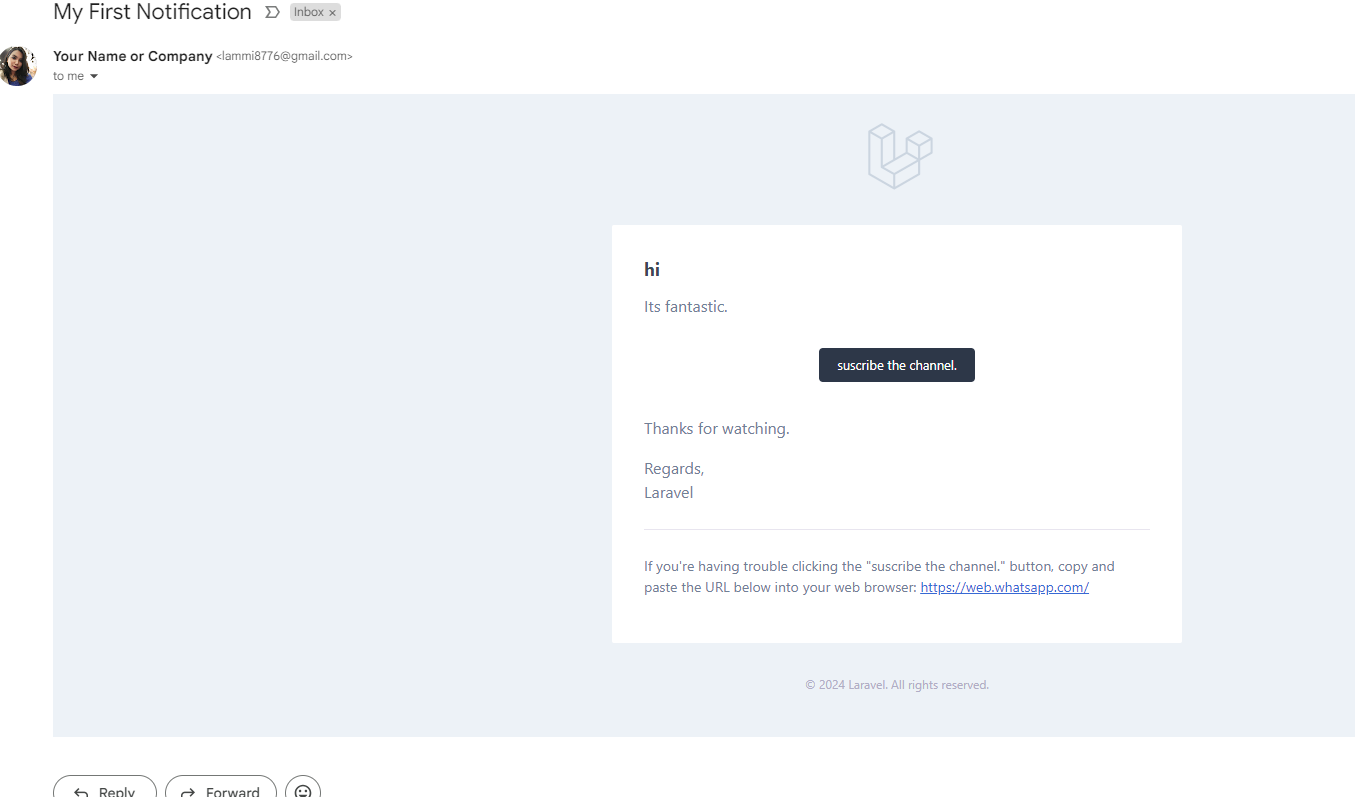 My First Notification Inbox ×
Your Name or Company <lammi8776@gmail.com>
to me
hi
Its fantastic.
suscribe the channel.
Thanks for watching.
Regards,
Laravel
If you're having trouble clicking the "suscribe the channel." button, copy and
paste the URL below into your web browser: https://web.whatsapp.com/
© 2024 Laravel. All rights reserved.
Reply Forward